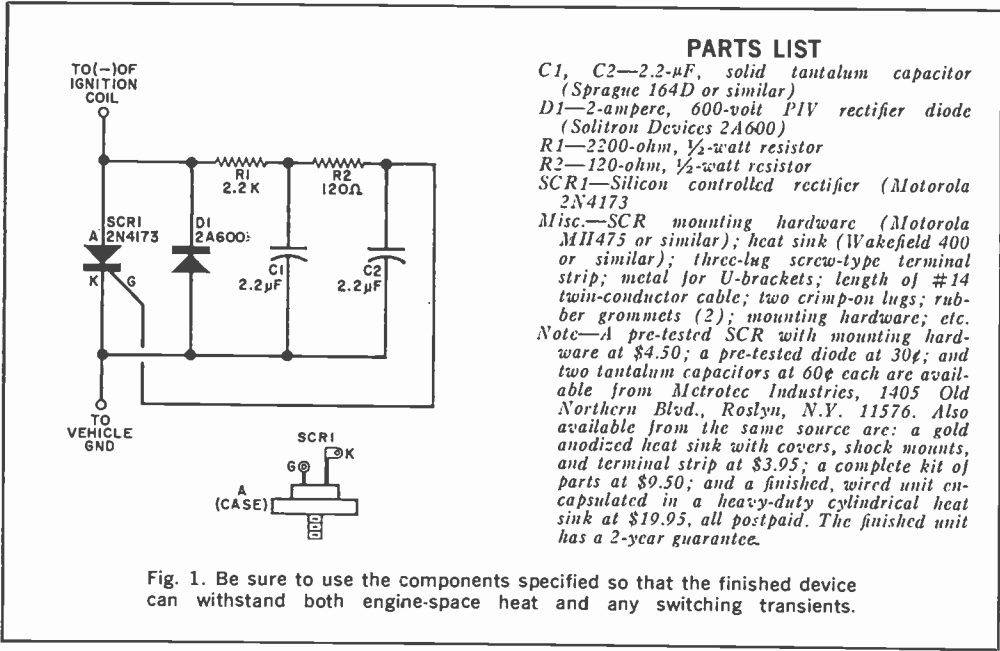 TO(-)OF
IGNITION
COIL
R1
2.2K
R2
120Ω
SCR1
2N4173
A
K
G
D1
2A600
C1
2.2µF
C2
2.2µF
TO
VEHICLE
GND
SCR1
G
K
A
(CASE)
PARTS LIST
C1, C2—2.2-µF, solid tantalum capacitor
(Sprague 164D or similar)
D1—2-ampere, 600-volt PIV rectifier diode
(Solitron Devices 2A600)
R1—2200-ohm, ½-watt resistor
R2—120-ohm, ½-watt resistor
SCR1—Silicon controlled rectifier (Motorola
2N4173
Misc.—SCR mounting hardware (Motorola
MH475 or similar); heat sink (Wakefield 400
or similar); three-lug screw-type terminal
strip; metal for U-brackets; length of #14
twin-conductor cable; two crimp-on lugs; rub-
ber grommets (2); mounting hardware; etc.
Note—A pre-tested SCR with mounting hard-
ware at $4.50; a pre-tested diode at 30¢; and
two tantalum capacitors at 60¢ each are avail-
able from Metrotec Industries, 1405 Old
Northern Blvd., Roslyn, N.Y. 11576. Also
available from the same source are: a gold
anodized heat sink with covers, shock mounts,
and terminal strip at $3.95; a complete kit of
parts at $9.50; and a finished, wired unit en-
capsulated in a heavy-duty cylindrical heat
sink at $19.95, all postpaid. The finished unit
has a 2-year guarantee.
Fig. 1. Be sure to use the components specified so that the finished device
can withstand both engine-space heat and any switching transients.